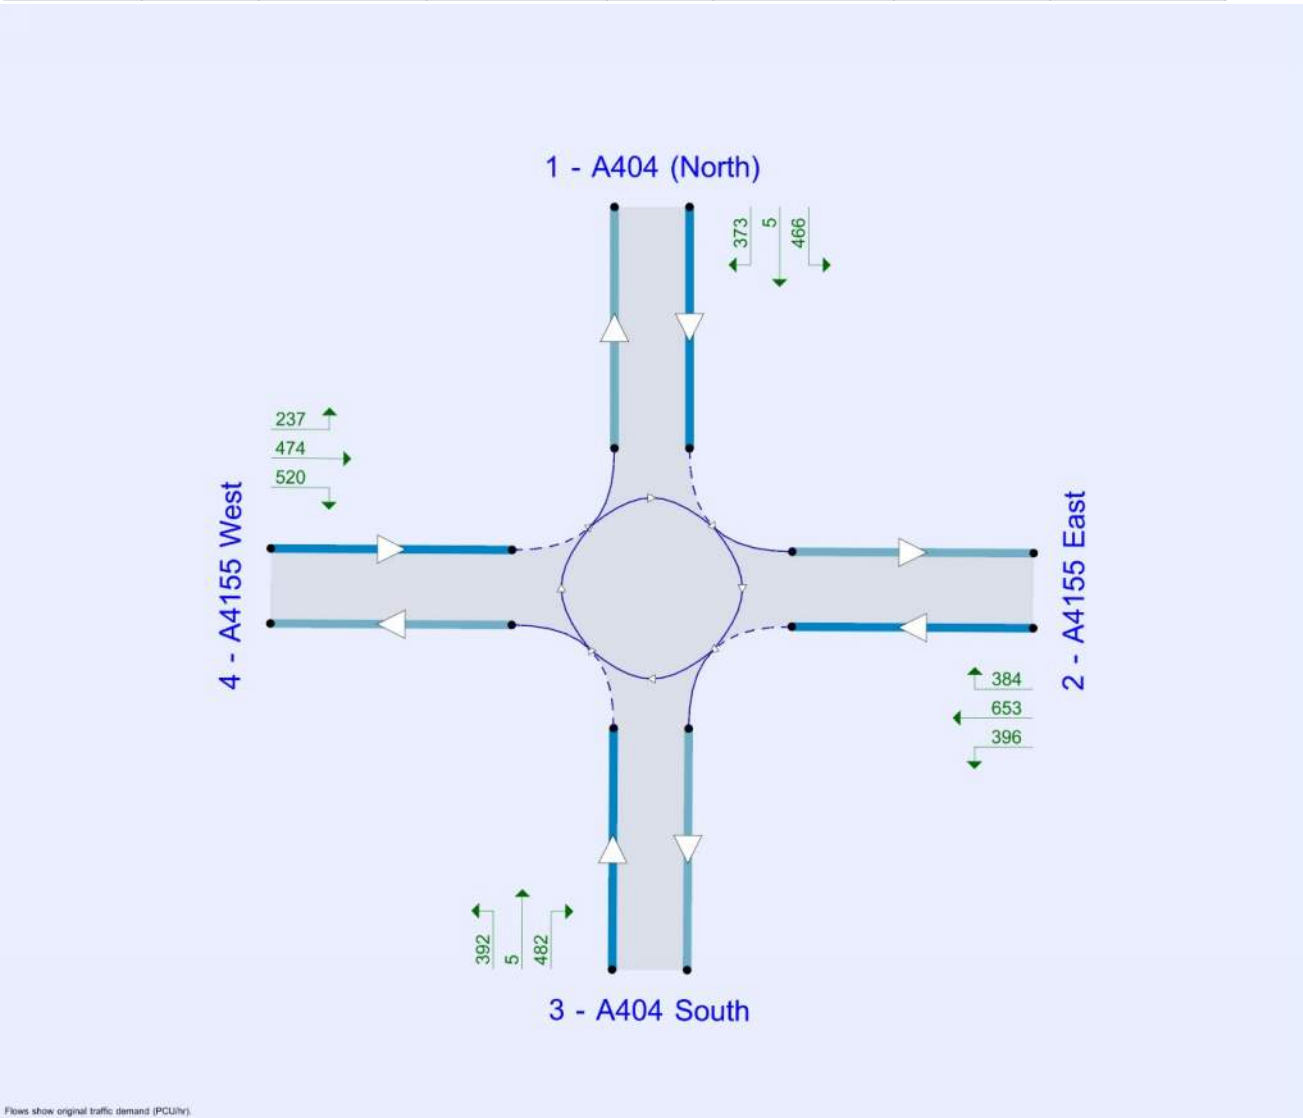 1 - A404 (North)
373
5
466
237
474
520
4 - A4155 West
2 - A4155 East
384
653
396
392
5
482
3 - A404 South
Flows show original traffic demand (PCU/hr).